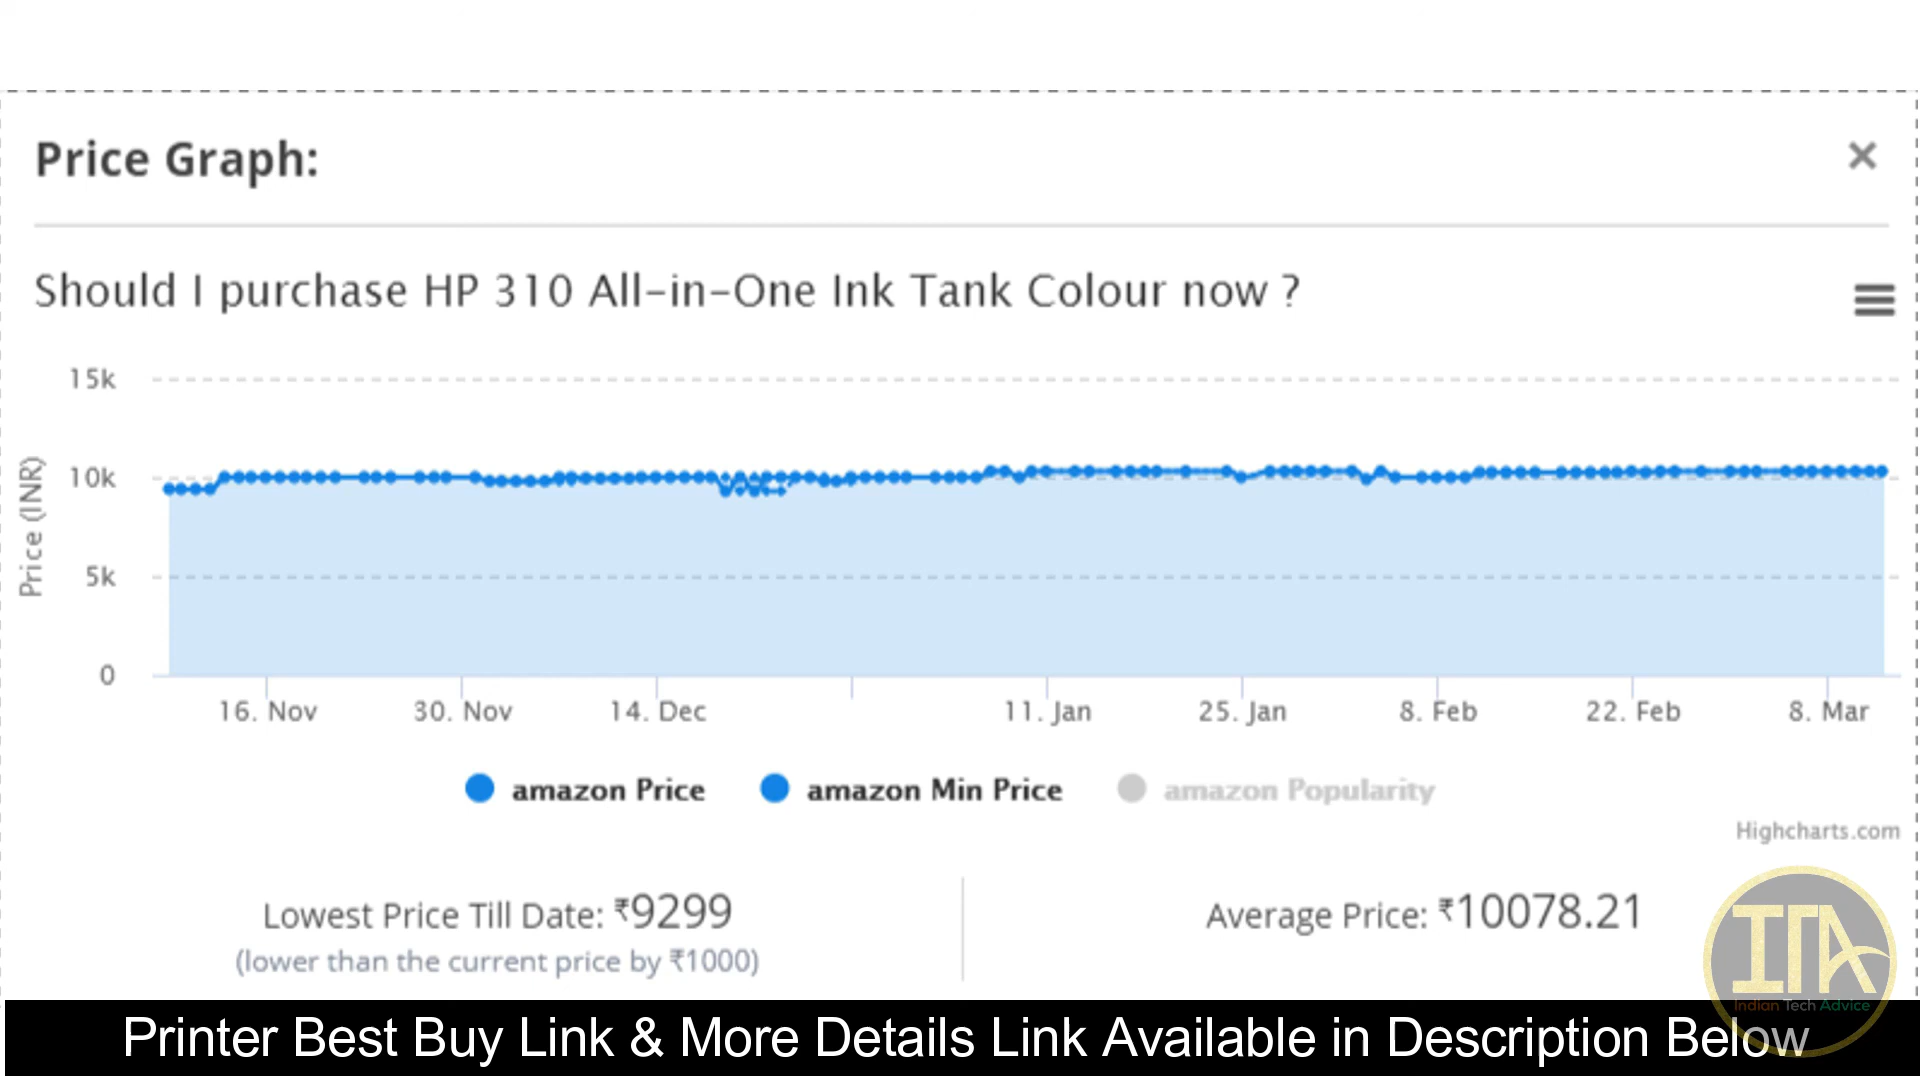 Price Graph:
×
Should I purchase HP 310 All-in-One Ink Tank Colour now ?
Price (INR)
15k
10k
5k
0
16. Nov 30. Nov 14. Dec 11. Jan 25. Jan 8. Feb 22. Feb 8. Mar
amazon Price amazon Min Price amazon Popularity
Highcharts.com
Lowest Price Till Date: ₹9299
(lower than the current price by ₹1000)
Average Price: ₹10078.21
ITA
Indian Tech Advice
Printer Best Buy Link & More Details Link Available in Description Below